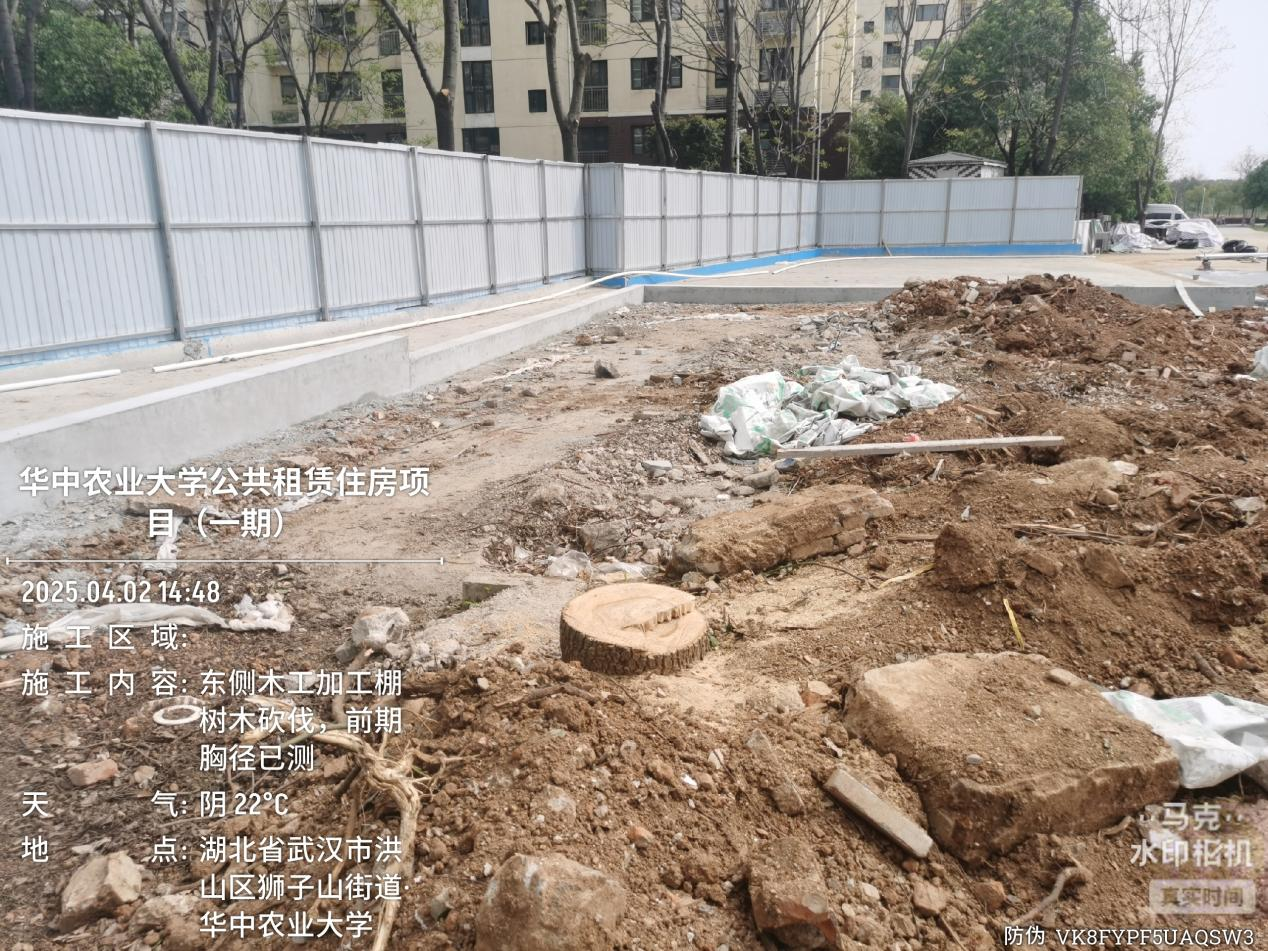 华中农业大学公共租赁住房项
目（一期）
2025.04.02 14:48
施工区域:
施工内容: 东侧木工加工棚
树木砍伐，前期
胸径已测
天气: 阴 22℃
地点: 湖北省武汉市洪
山区狮子山街道·
华中农业大学
马克
水印相机
真实时间
防伪 VK8FYPF5UAQSW3